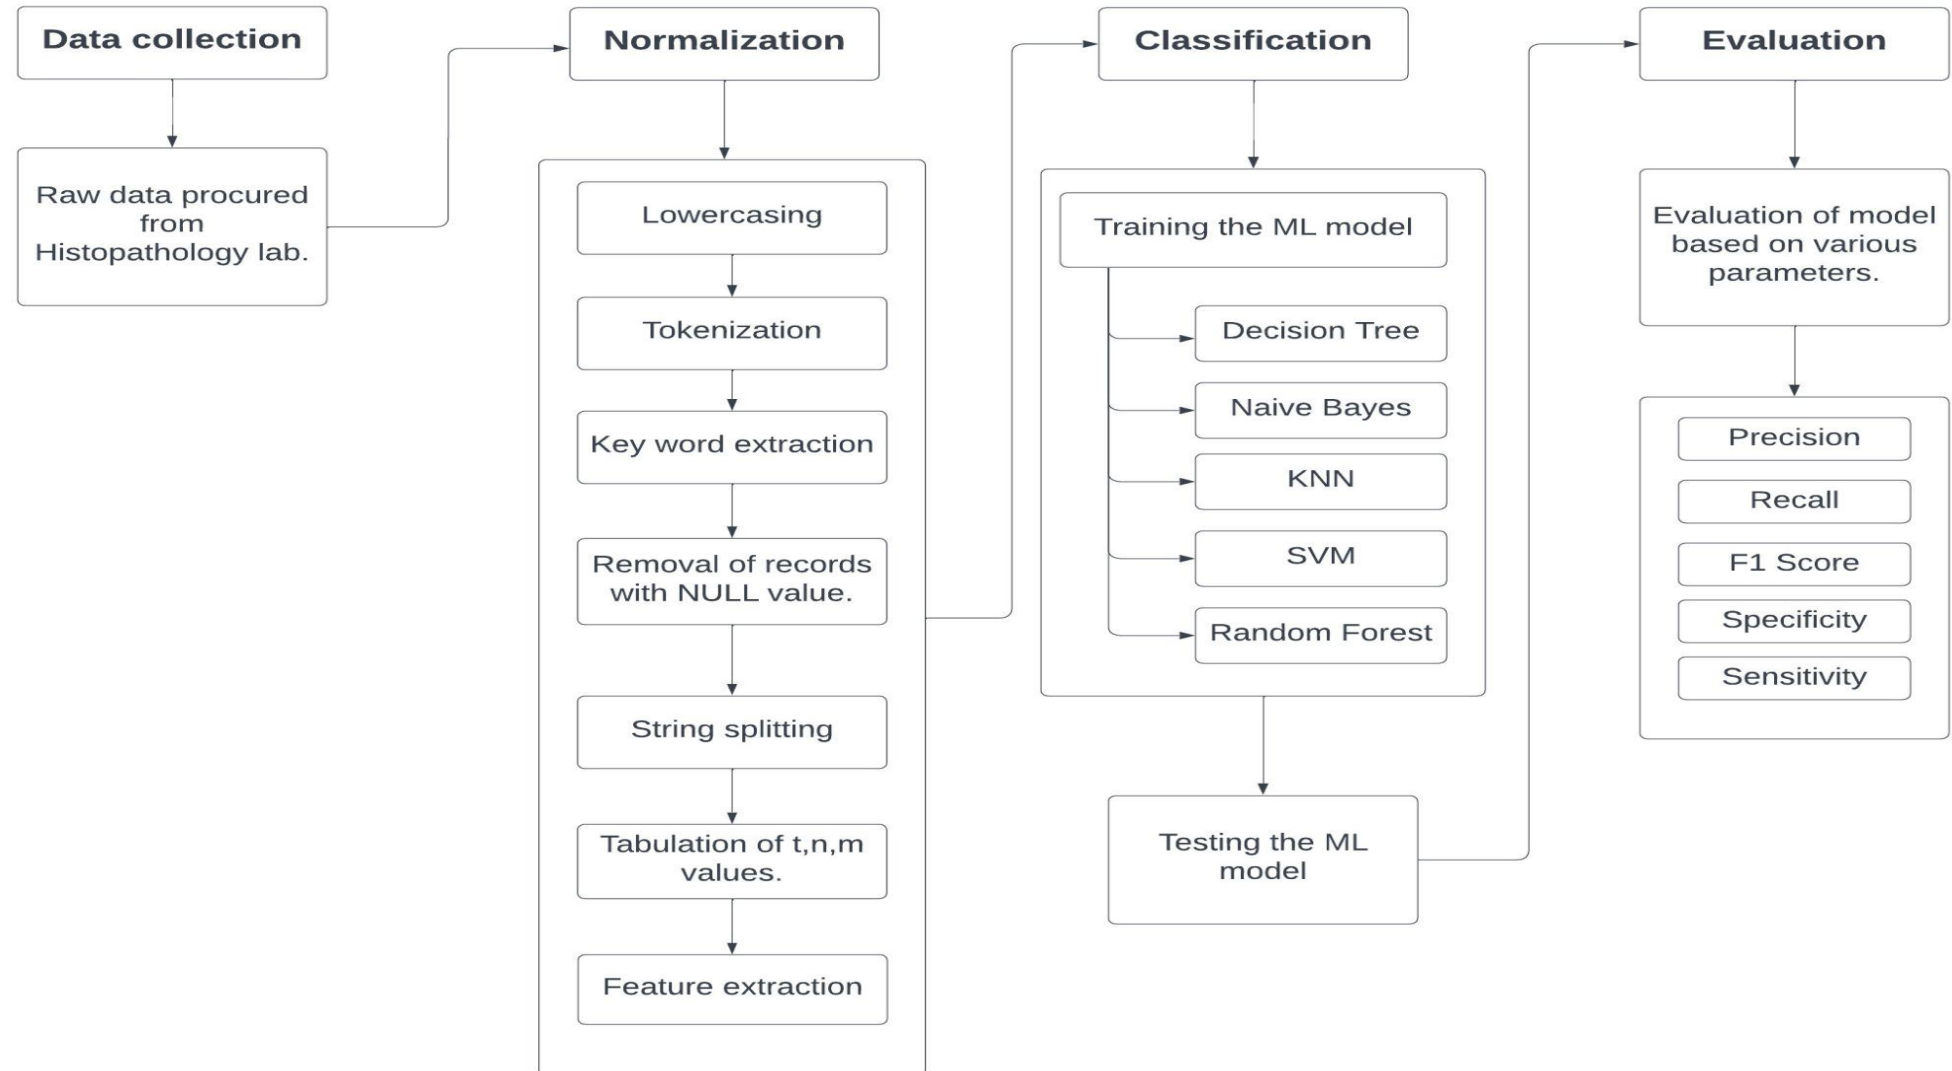 Data collection
Raw data procured
from
Histopathology lab.
Normalization
Lowercasing
Tokenization
Key word extraction
Removal of records
with NULL value.
String splitting
Tabulation of t,n,m
values.
Feature extraction
Classification
Training the ML model
Decision Tree
Naive Bayes
KNN
SVM
Random Forest
Testing the ML
model
Evaluation
Evaluation of model
based on various
parameters.
Precision
Recall
F1 Score
Specificity
Sensitivity